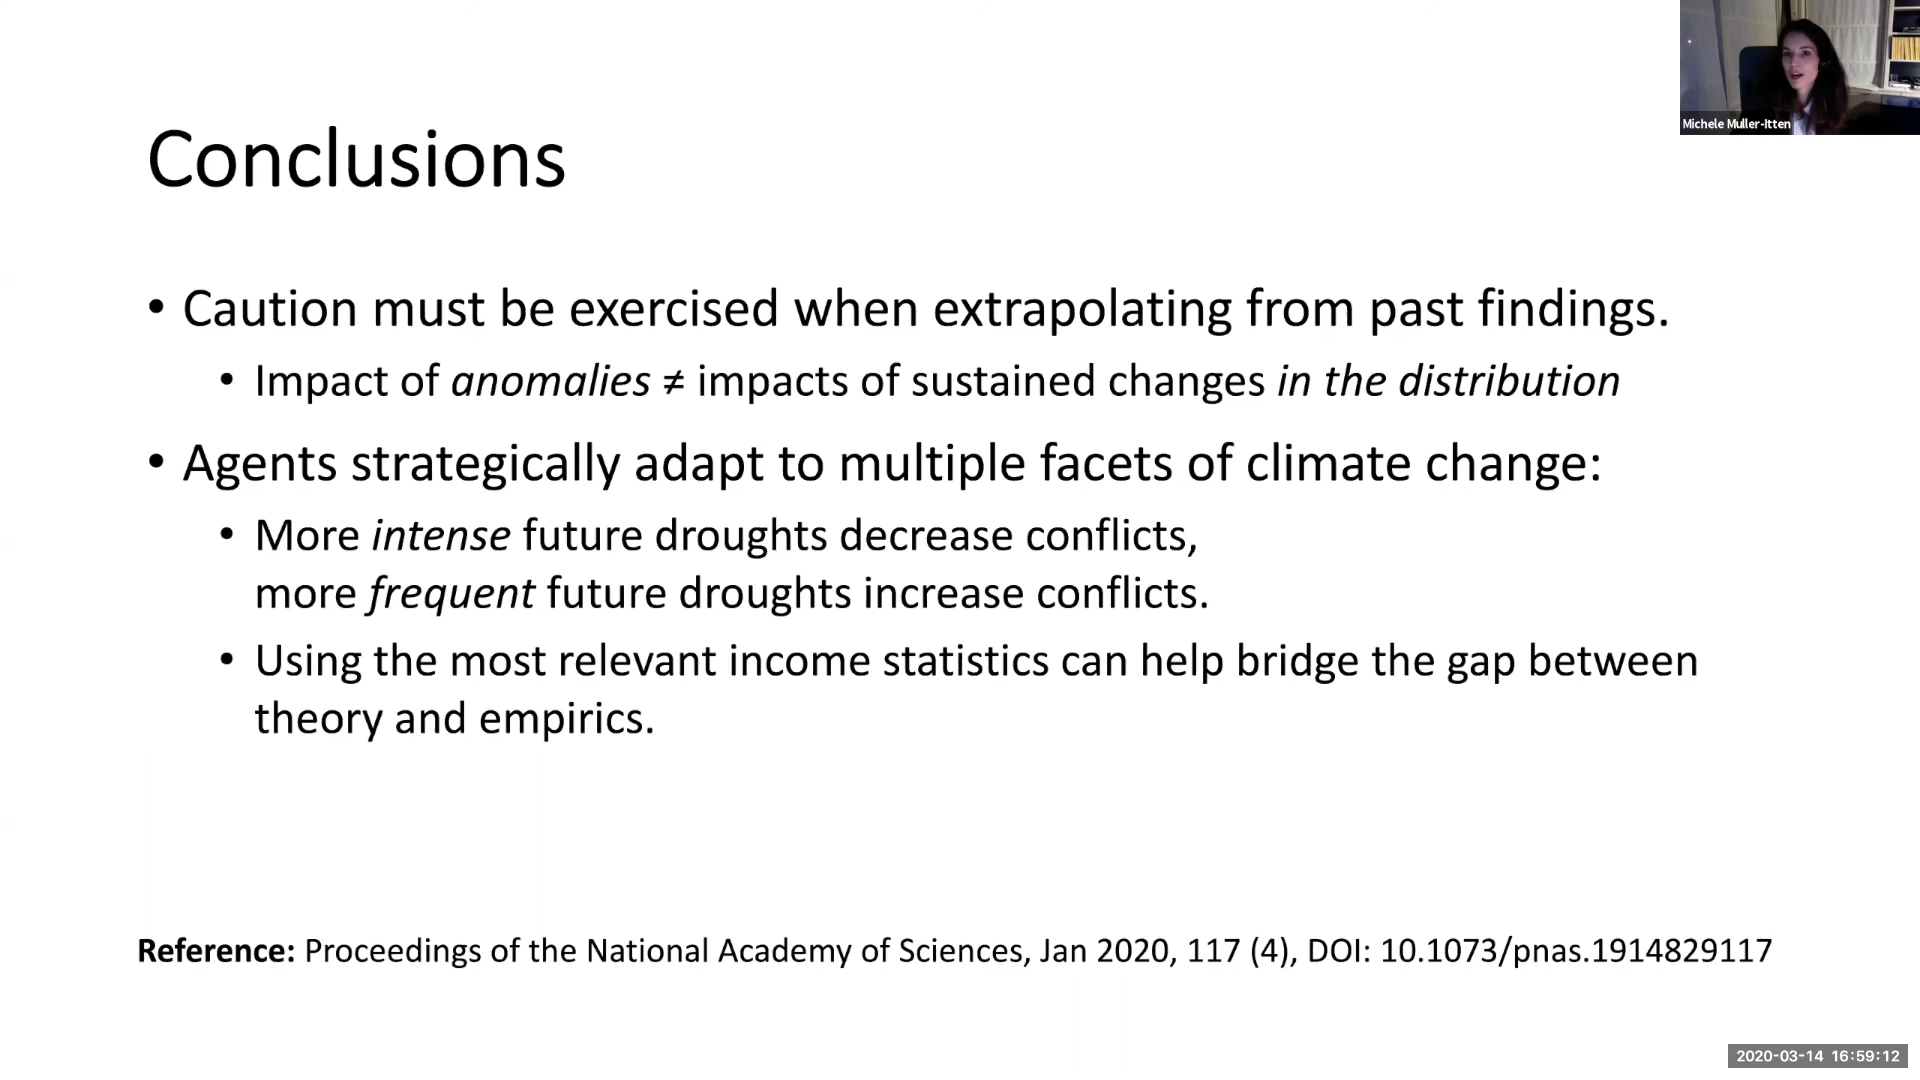 Michele Muller-Itten
Conclusions
• Caution must be exercised when extrapolating from past findings.
• Impact of anomalies ≠ impacts of sustained changes in the distribution
• Agents strategically adapt to multiple facets of climate change:
• More intense future droughts decrease conflicts,
more frequent future droughts increase conflicts.
• Using the most relevant income statistics can help bridge the gap between
theory and empirics.
Reference: Proceedings of the National Academy of Sciences, Jan 2020, 117 (4), DOI: 10.1073/pnas.1914829117
2020-03-14 16:59:12